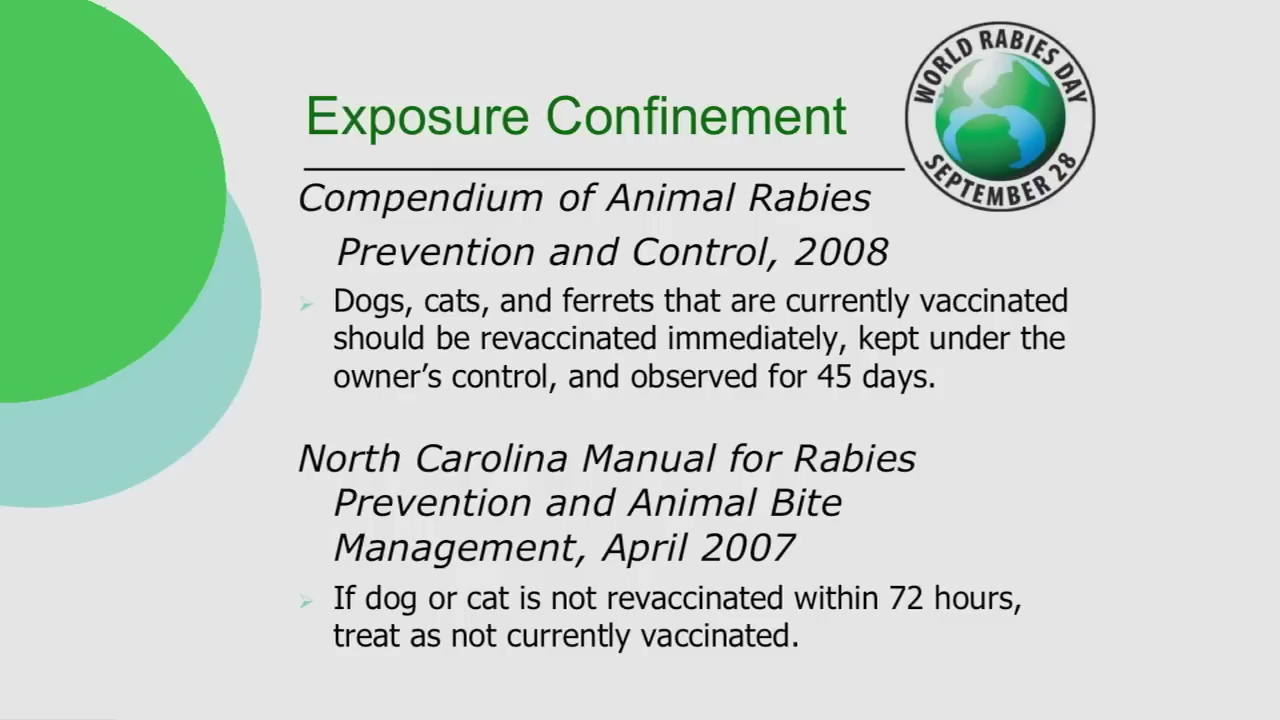 WORLD RABIES DAY
SEPTEMBER 28
Exposure Confinement
Compendium of Animal Rabies
Prevention and Control, 2008
Dogs, cats, and ferrets that are currently vaccinated
should be revaccinated immediately, kept under the
owner’s control, and observed for 45 days.
North Carolina Manual for Rabies
Prevention and Animal Bite
Management, April 2007
If dog or cat is not revaccinated within 72 hours,
treat as not currently vaccinated.